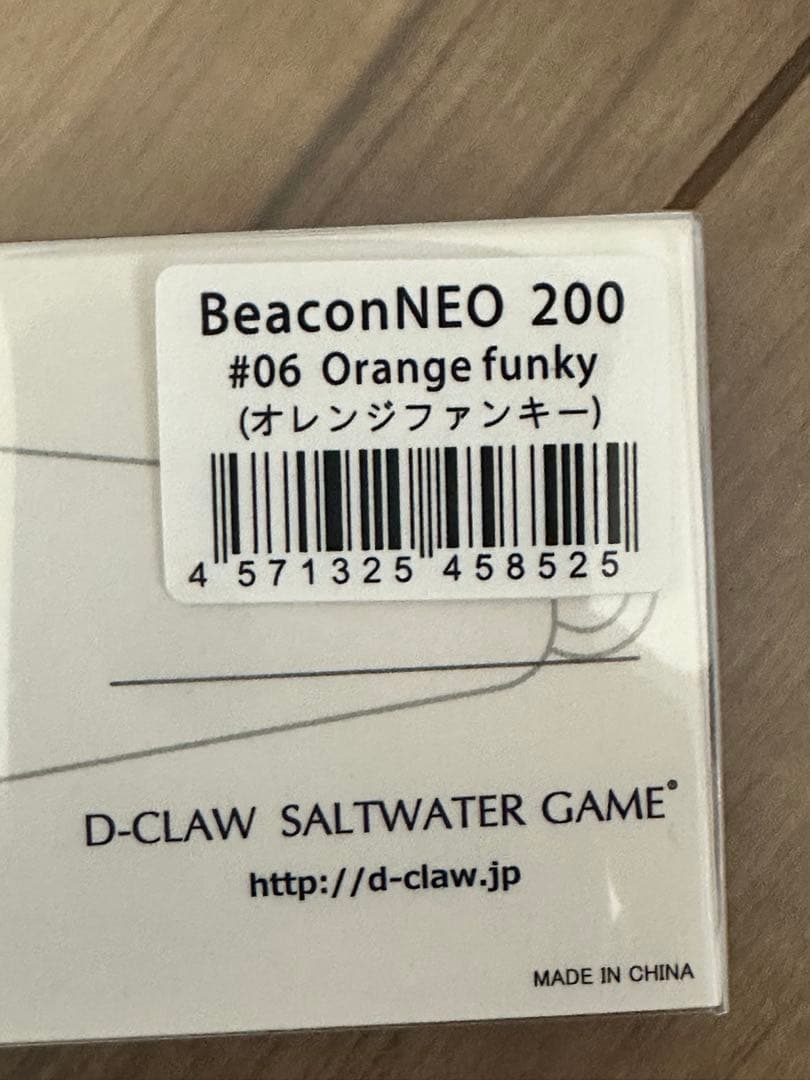 BeaconNEO 200
#06 Orange funky
(オレンジファンキー)
4 571325 458525
D-CLAW SALTWATER GAME®
http://d-claw.jp
MADE IN CHINA